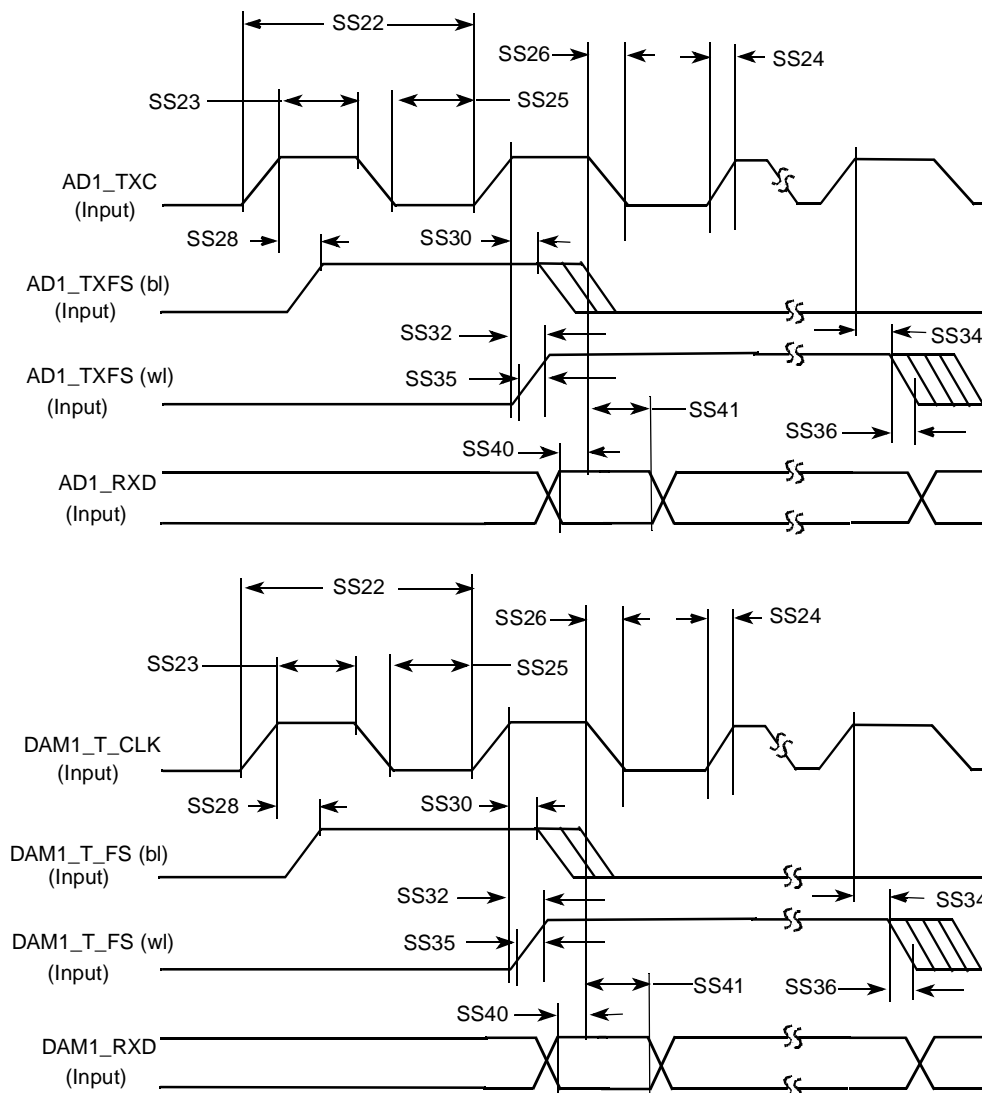 SS22
SS26
SS24
SS23
SS25
AD1_TXC
(Input)
SS28
SS30
AD1_TXFS (bl)
(Input)
SS32
SS34
AD1_TXFS (wl)
(Input)
SS35
SS41
SS36
SS40
AD1_RXD
(Input)
SS22
SS26
SS24
SS23
SS25
DAM1_T_CLK
(Input)
SS28
SS30
DAM1_T_FS (bl)
(Input)
SS32
SS34
DAM1_T_FS (wl)
(Input)
SS35
SS41
SS36
SS40
DAM1_RXD
(Input)